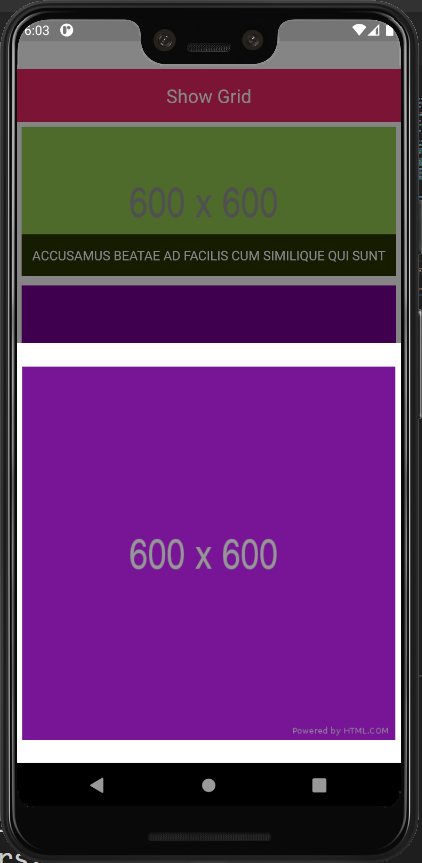 6:03
Show Grid
600 x 600
ACCUSAMUS BEATAE AD FACILIS CUM SIMILIQUE QUI SUNT
600 x 600
Powered by HTML.COM